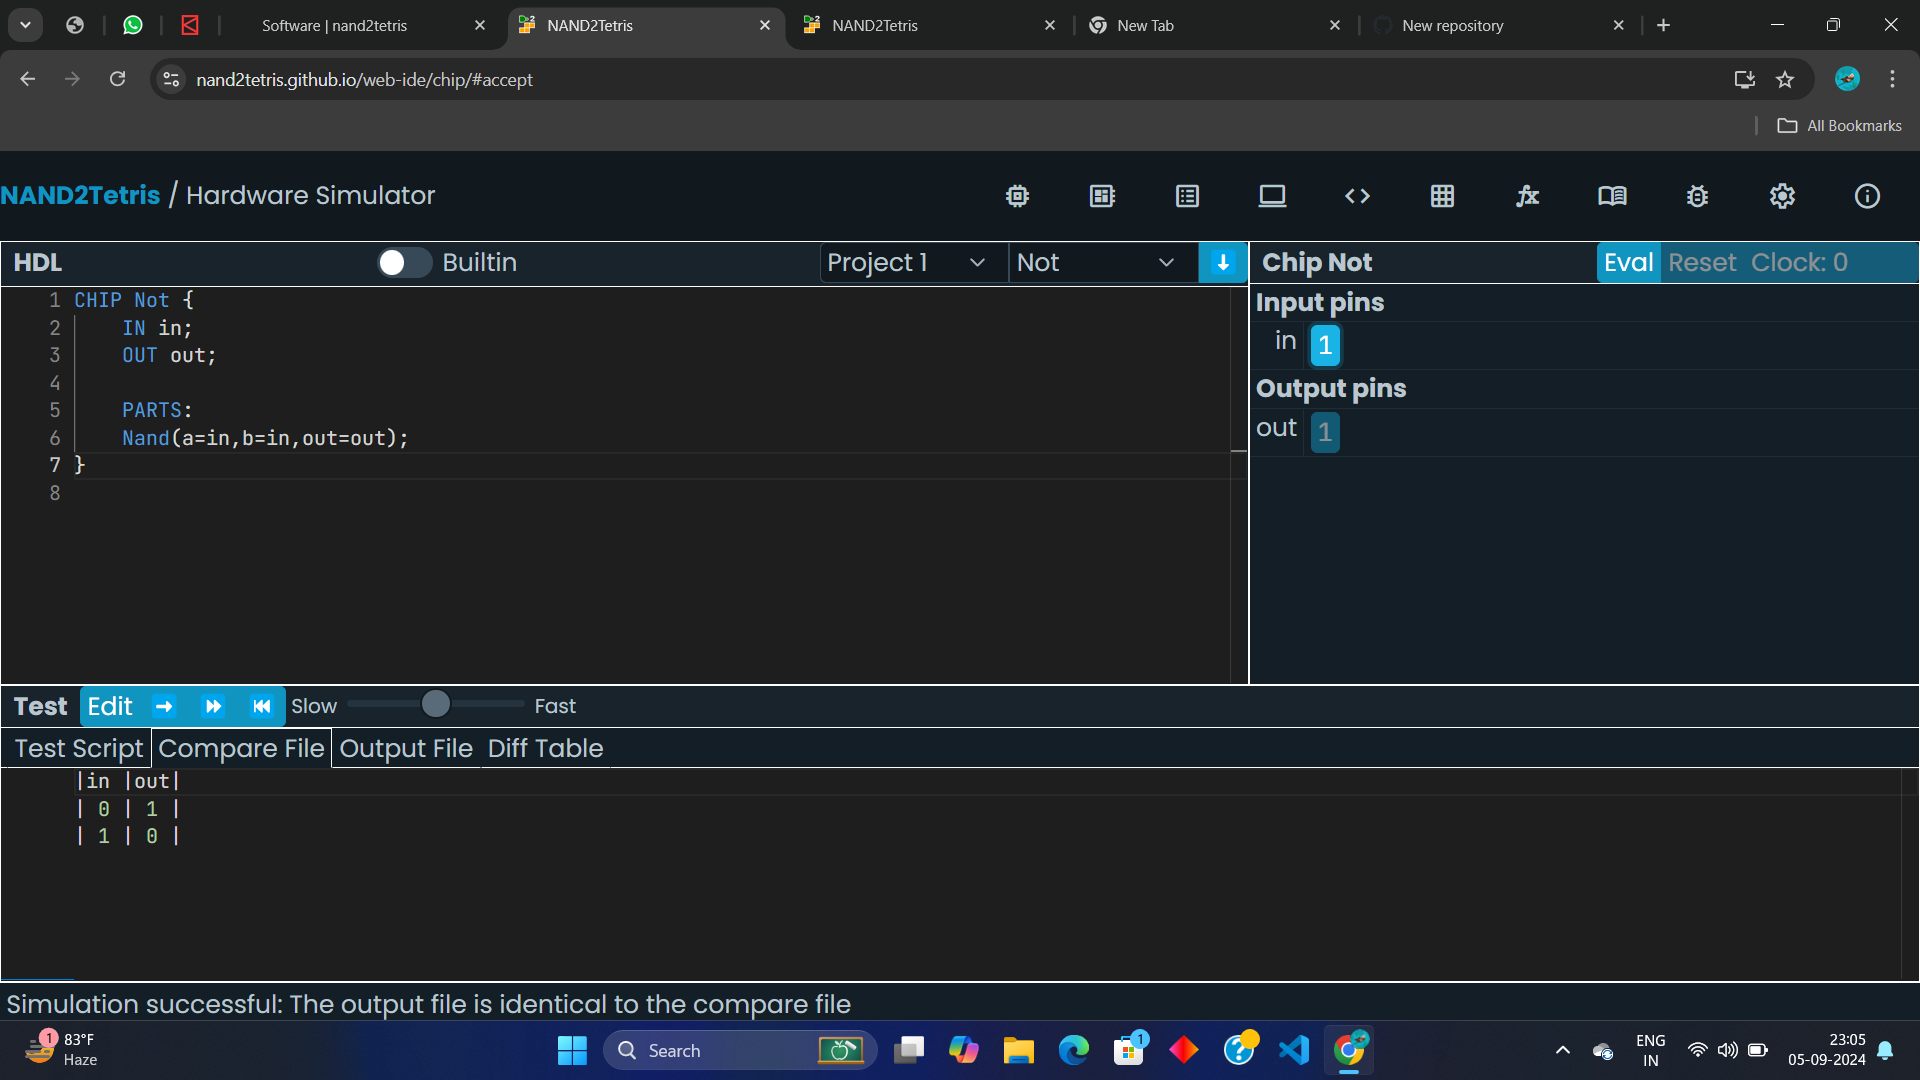 Software | nand2tetris
NAND2Tetris
NAND2Tetris
New Tab
New repository
nand2tetris.github.io/web-ide/chip/#accept
All Bookmarks
NAND2Tetris / Hardware Simulator
HDL
Builtin
Project 1
Not
1 CHIP Not {
2 IN in;
3 OUT out;
4
5 PARTS:
6 Nand(a=in,b=in,out=out);
7 }
8
Chip Not
Eval Reset Clock: 0
Input pins
in 1
Output pins
out 1
Test Edit Slow Fast
Test Script Compare File Output File Diff Table
|in |out|
| 0 | 1 |
| 1 | 0 |
Simulation successful: The output file is identical to the compare file
1
83°F
Haze
Search
1
ENG
IN
23:05
05-09-2024